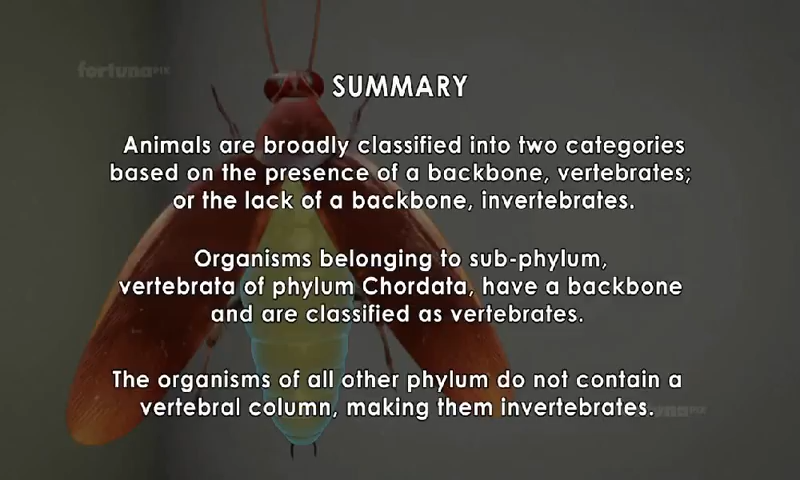 fortunaPIX
SUMMARY
Animals are broadly classified into two categories
based on the presence of a backbone, vertebrates;
or the lack of a backbone, invertebrates.
Organisms belonging to sub-phylum,
vertebrata of phylum Chordata, have a backbone
and are classified as vertebrates.
The organisms of all other phylum do not contain a
vertebral column, making them invertebrates.